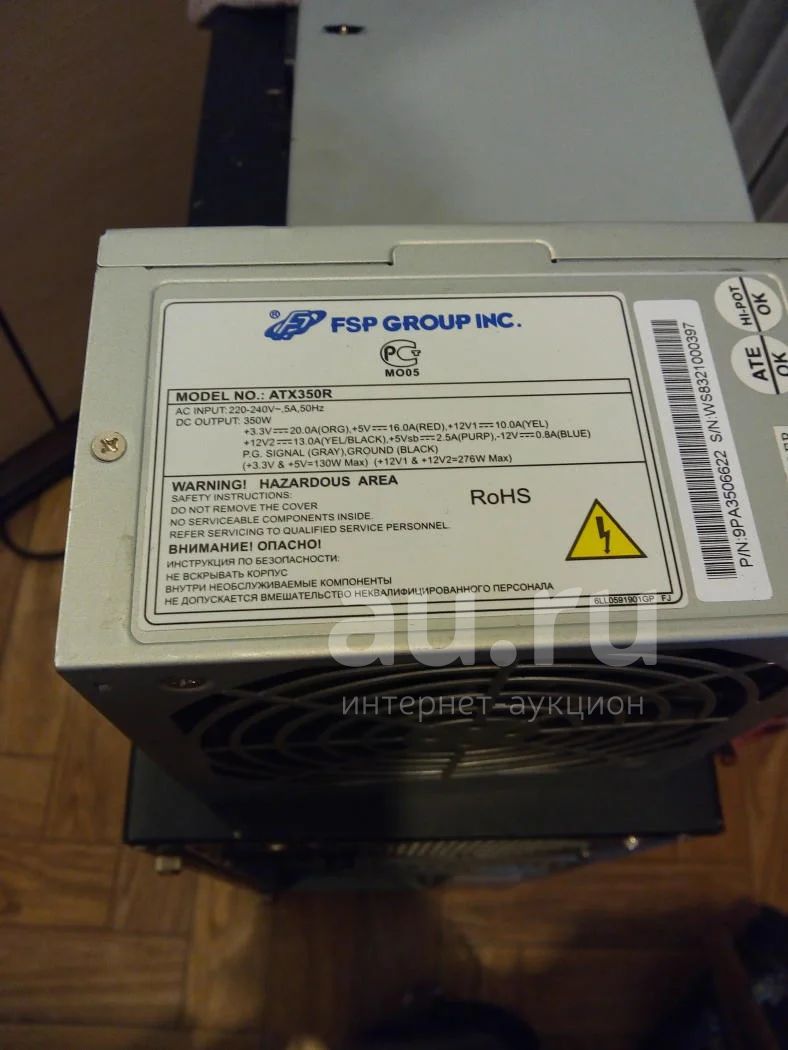 ® FSP GROUP INC.
МО05
MODEL NO.: ATX350R
AC INPUT: 220-240V~,5A,50Hz
DC OUTPUT: 350W
+3.3V⎓20.0A(ORG),+5V⎓16.0A(RED),+12V1⎓10.0A(YEL)
+12V2⎓13.0A(YEL/BLACK),+5Vsb⎓2.5A(PURP),-12V⎓0.8A(BLUE)
P.G. SIGNAL (GRAY),GROUND (BLACK)
(+3.3V & +5V=130W Max) (+12V1 & +12V2=276W Max)
WARNING! HAZARDOUS AREA
SAFETY INSTRUCTIONS:
DO NOT REMOVE THE COVER
NO SERVICEABLE COMPONENTS INSIDE.
REFER SERVICING TO QUALIFIED SERVICE PERSONNEL.
RoHS
ВНИМАНИЕ! ОПАСНО!
ИНСТРУКЦИЯ ПО БЕЗОПАСНОСТИ:
НЕ ВСКРЫВАТЬ КОРПУС
ВНУТРИ НЕОБСЛУЖИВАЕМЫЕ КОМПОНЕНТЫ
НЕ ДОПУСКАЕТСЯ ВМЕШАТЕЛЬСТВО НЕКВАЛИФИЦИРОВАННОГО ПЕРСОНАЛА
6LL0591901GP FJ
P/N:9PA3506622 S/N:WS8321000397
HI-POT
OK
ATE
OK
au.ru
интернет-аукцион